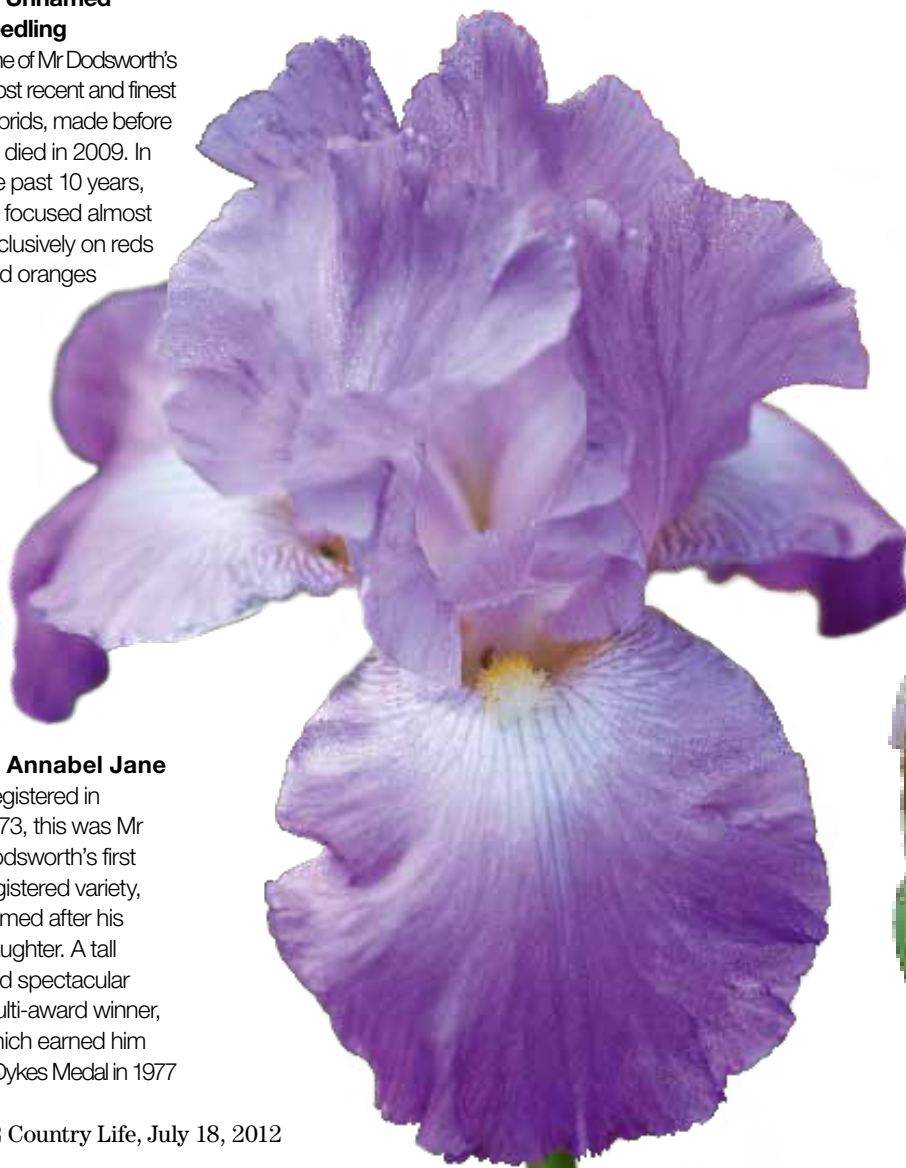 Unnamed
edling
ne of Mr Dodsworth's
ost recent and finest
brids, made before
died in 2009. In
e past 10 years,
focused almost
clusively on reds
d oranges
Annabel Jane
egistered in
73, this was Mr
odsworth's first
gistered variety,
med after his
ughter. A tall
d spectacular
ulti-award winner,
hich earned him
Dykes Medal in 1977
Country Life, July 18, 2012